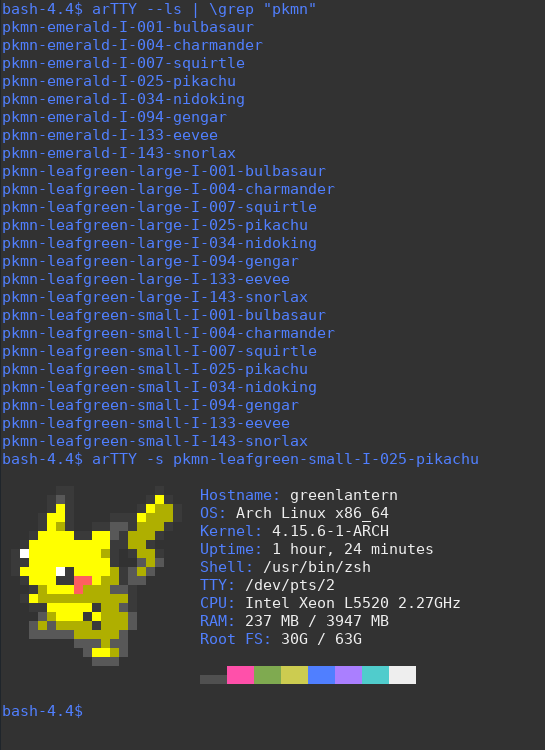 bash-4.4$ arTTY --ls | \grep "pkmn"
pkmn-emerald-I-001-bulbasaur
pkmn-emerald-I-004-charmander
pkmn-emerald-I-007-squirtle
pkmn-emerald-I-025-pikachu
pkmn-emerald-I-034-nidoking
pkmn-emerald-I-094-gengar
pkmn-emerald-I-133-eevee
pkmn-emerald-I-143-snorlax
pkmn-leafgreen-large-I-001-bulbasaur
pkmn-leafgreen-large-I-004-charmander
pkmn-leafgreen-large-I-007-squirtle
pkmn-leafgreen-large-I-025-pikachu
pkmn-leafgreen-large-I-034-nidoking
pkmn-leafgreen-large-I-094-gengar
pkmn-leafgreen-large-I-133-eevee
pkmn-leafgreen-large-I-143-snorlax
pkmn-leafgreen-small-I-001-bulbasaur
pkmn-leafgreen-small-I-004-charmander
pkmn-leafgreen-small-I-007-squirtle
pkmn-leafgreen-small-I-025-pikachu
pkmn-leafgreen-small-I-034-nidoking
pkmn-leafgreen-small-I-094-gengar
pkmn-leafgreen-small-I-133-eevee
pkmn-leafgreen-small-I-143-snorlax
bash-4.4$ arTTY -s pkmn-leafgreen-small-I-025-pikachu
Hostname: greenlantern
OS: Arch Linux x86_64
Kernel: 4.15.6-1-ARCH
Uptime: 1 hour, 24 minutes
Shell: /usr/bin/zsh
TTY: /dev/pts/2
CPU: Intel Xeon L5520 2.27GHz
RAM: 237 MB / 3947 MB
Root FS: 30G / 63G
bash-4.4$